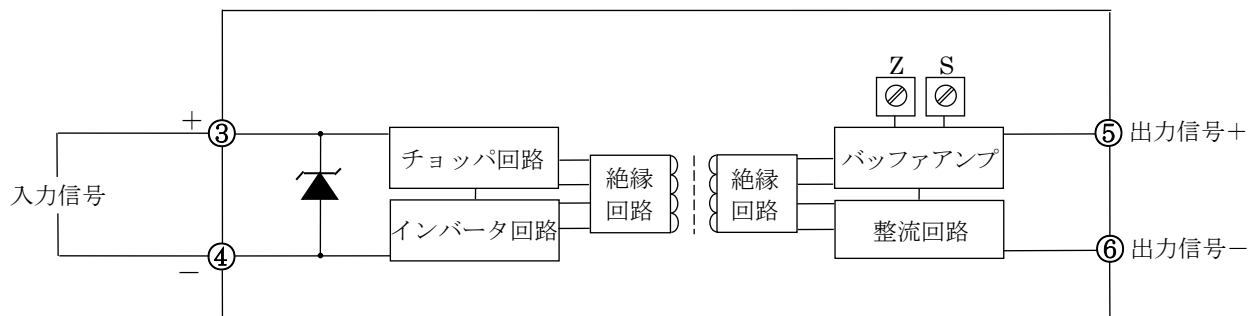 Z S
+
③
⑤ 出力信号+
チョッパ回路
バッファアンプ
入力信号
絶縁
回路
絶縁
回路
インバータ回路
整流回路
④
−
⑥ 出力信号−